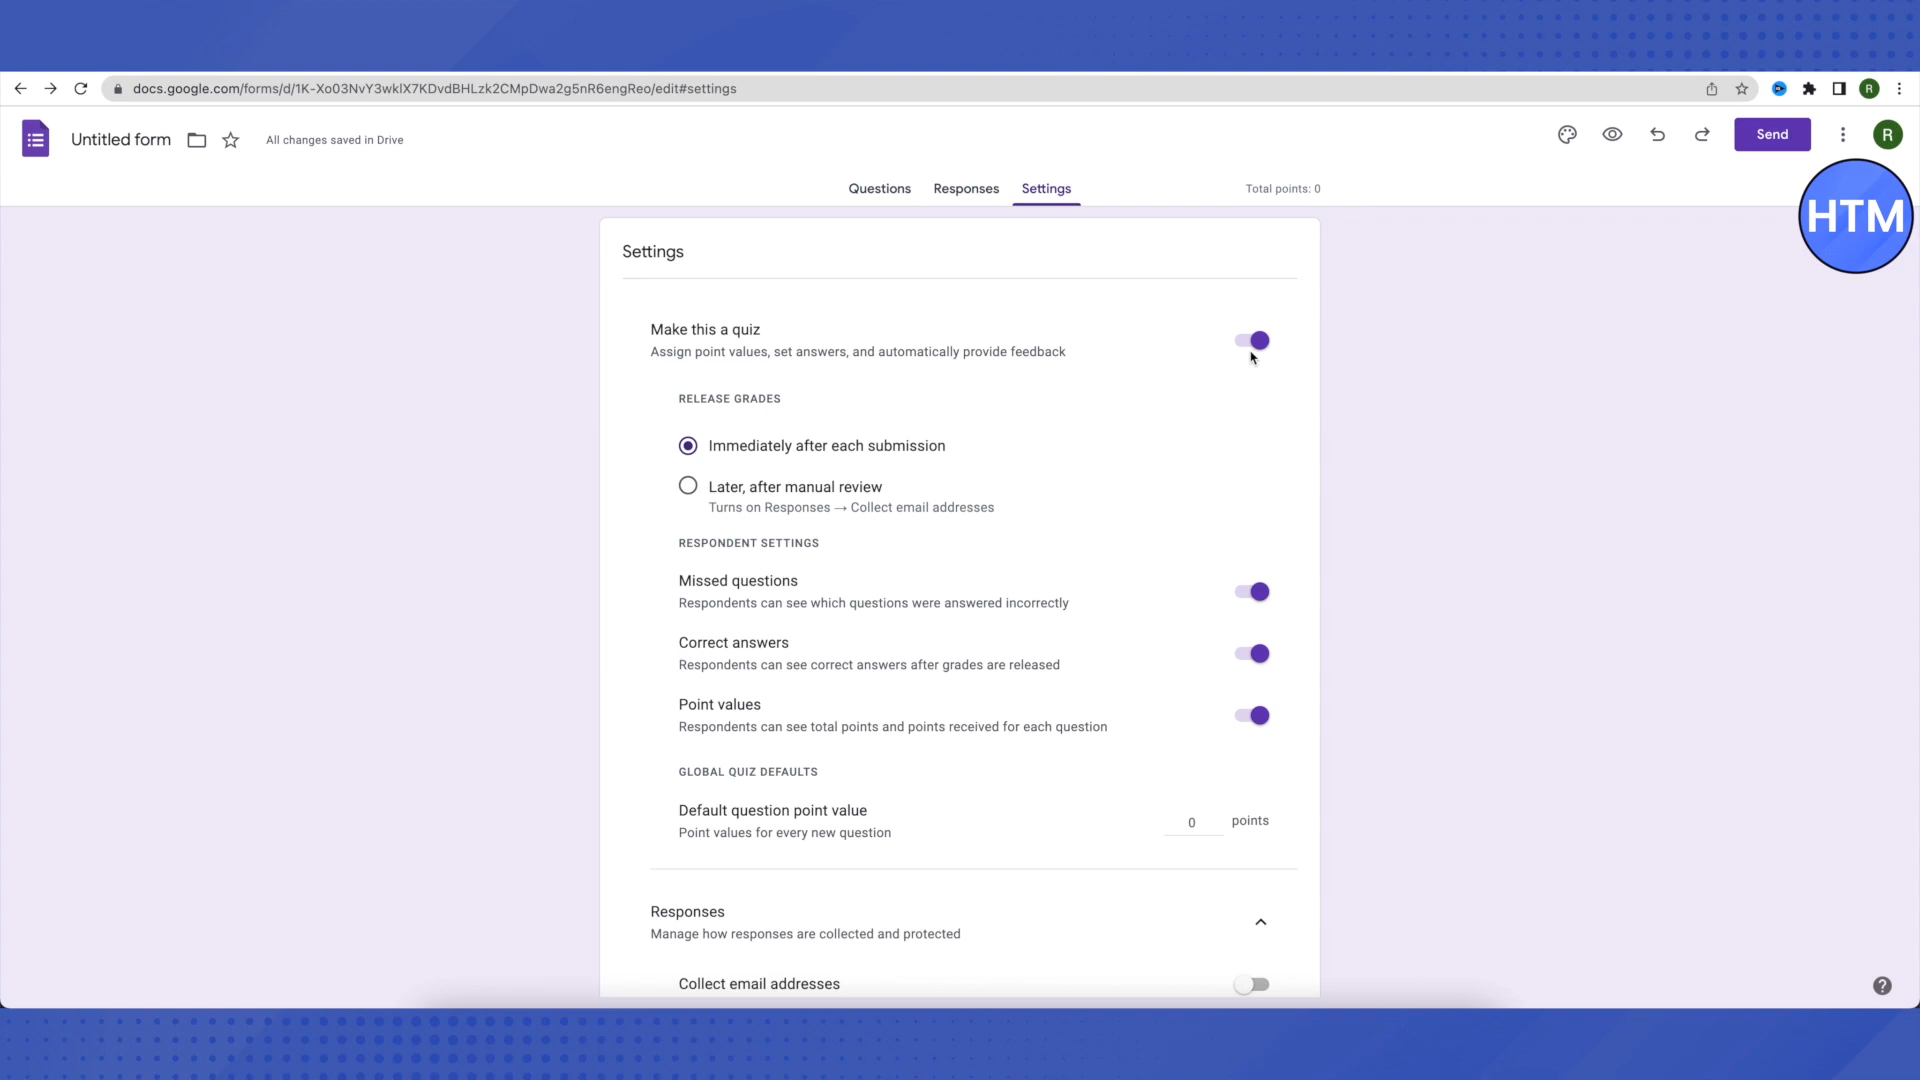 docs.google.com/forms/d/1K-Xo03NvY3wklX7KDvdBHLzk2CMpDwa2g5nR6engReo/edit#settings
R
Untitled form
All changes saved in Drive
Send
R
Questions
Responses
Settings
Total points: 0
HTM
Settings
Make this a quiz
Assign point values, set answers, and automatically provide feedback
RELEASE GRADES
Immediately after each submission
Later, after manual review
Turns on Responses → Collect email addresses
RESPONDENT SETTINGS
Missed questions
Respondents can see which questions were answered incorrectly
Correct answers
Respondents can see correct answers after grades are released
Point values
Respondents can see total points and points received for each question
GLOBAL QUIZ DEFAULTS
Default question point value
Point values for every new question
0 points
Responses
Manage how responses are collected and protected
Collect email addresses